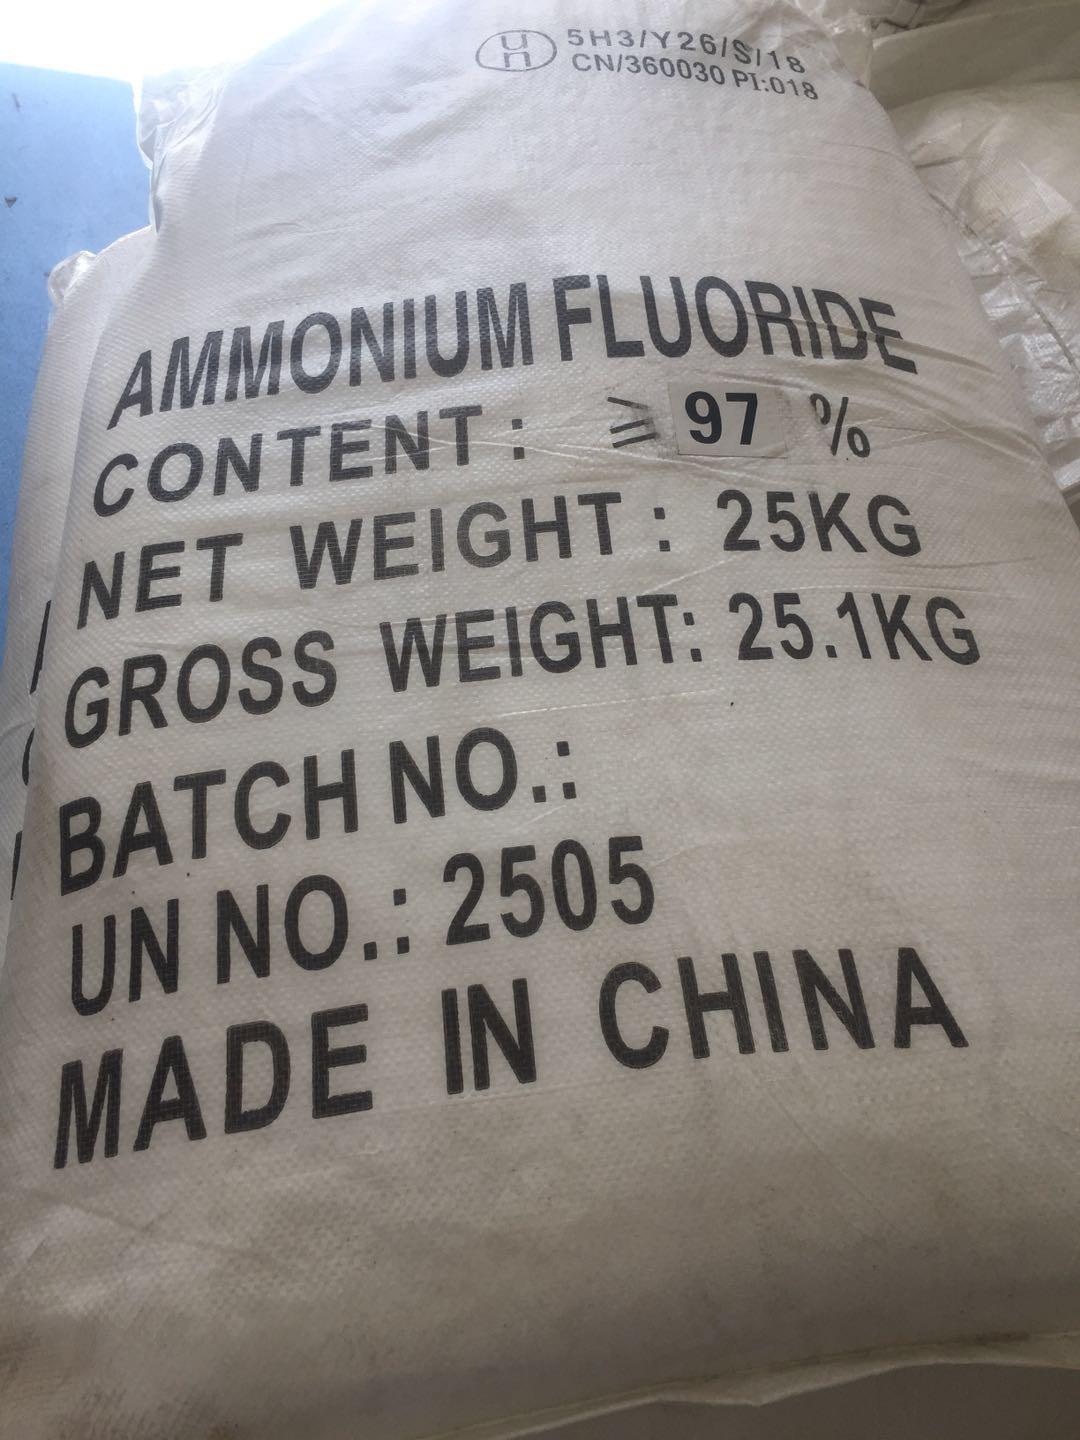 UN 5H3/Y26/S/18
CN/360030 PI:018
AMMONIUM FLUORIDE
CONTENT : ≥ 97 %
NET WEIGHT : 25KG
GROSS WEIGHT: 25.1KG
BATCH NO.:
UN NO.: 2505
MADE IN CHINA